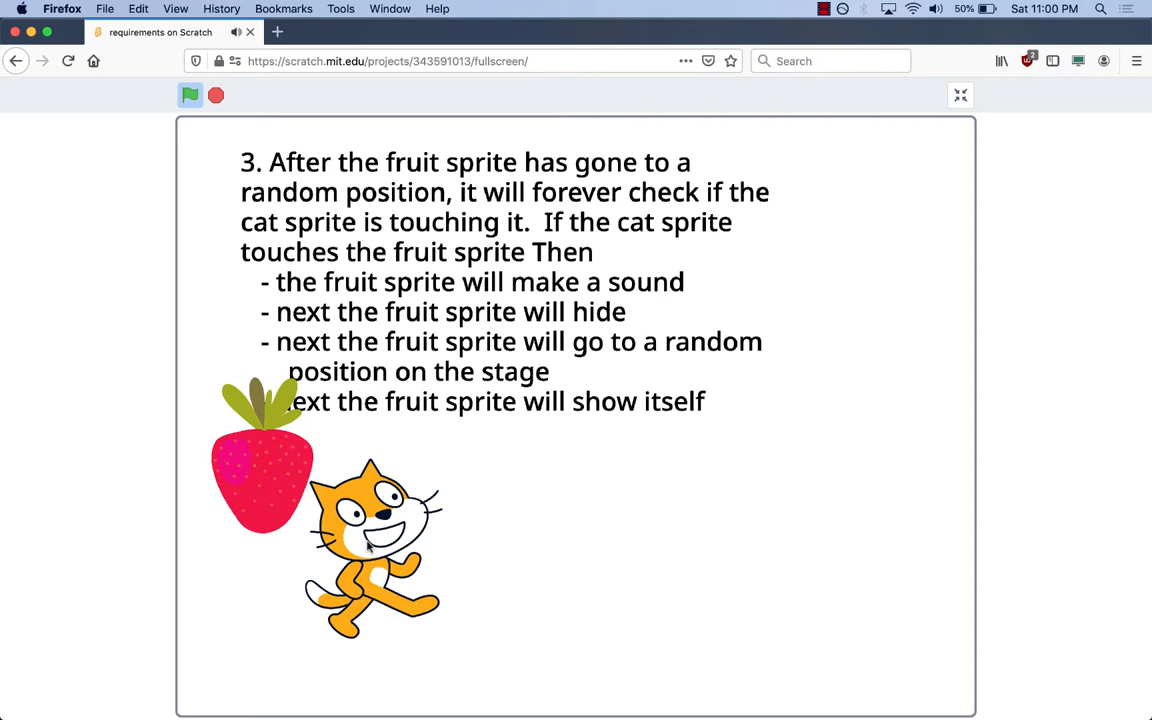 Firefox File Edit View History Bookmarks Tools Window Help 50% Sat 11:00 PM
requirements on Scratch
https://scratch.mit.edu/projects/343591013/fullscreen/ Search 2
3. After the fruit sprite has gone to a
random position, it will forever check if the
cat sprite is touching it. If the cat sprite
touches the fruit sprite Then
- the fruit sprite will make a sound
- next the fruit sprite will hide
- next the fruit sprite will go to a random
position on the stage
next the fruit sprite will show itself